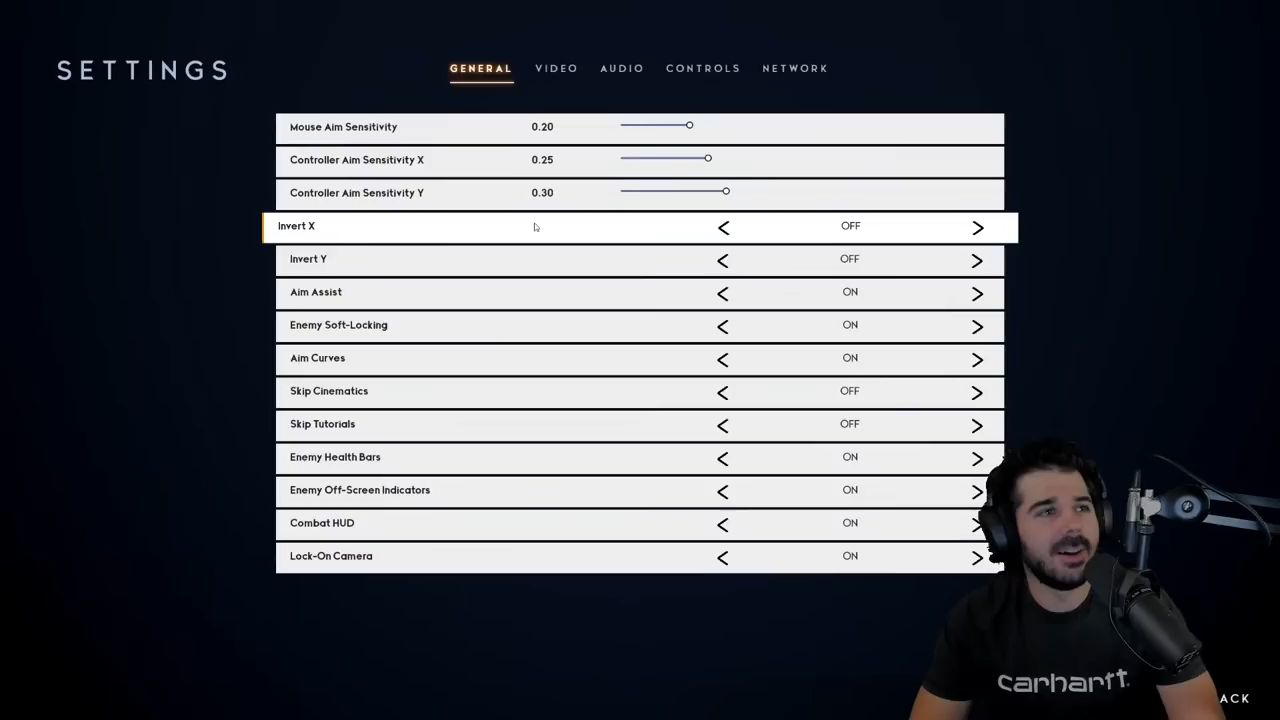 SETTINGS
GENERAL VIDEO AUDIO CONTROLS NETWORK
Mouse Aim Sensitivity 0.20
Controller Aim Sensitivity X 0.25
Controller Aim Sensitivity Y 0.30
Invert X < OFF >
Invert Y < OFF >
Aim Assist < ON >
Enemy Soft-Locking < ON >
Aim Curves < ON >
Skip Cinematics < OFF >
Skip Tutorials < OFF >
Enemy Health Bars < ON >
Enemy Off-Screen Indicators < ON >
Combat HUD < ON >
Lock-On Camera < ON >
carhartt
ACK